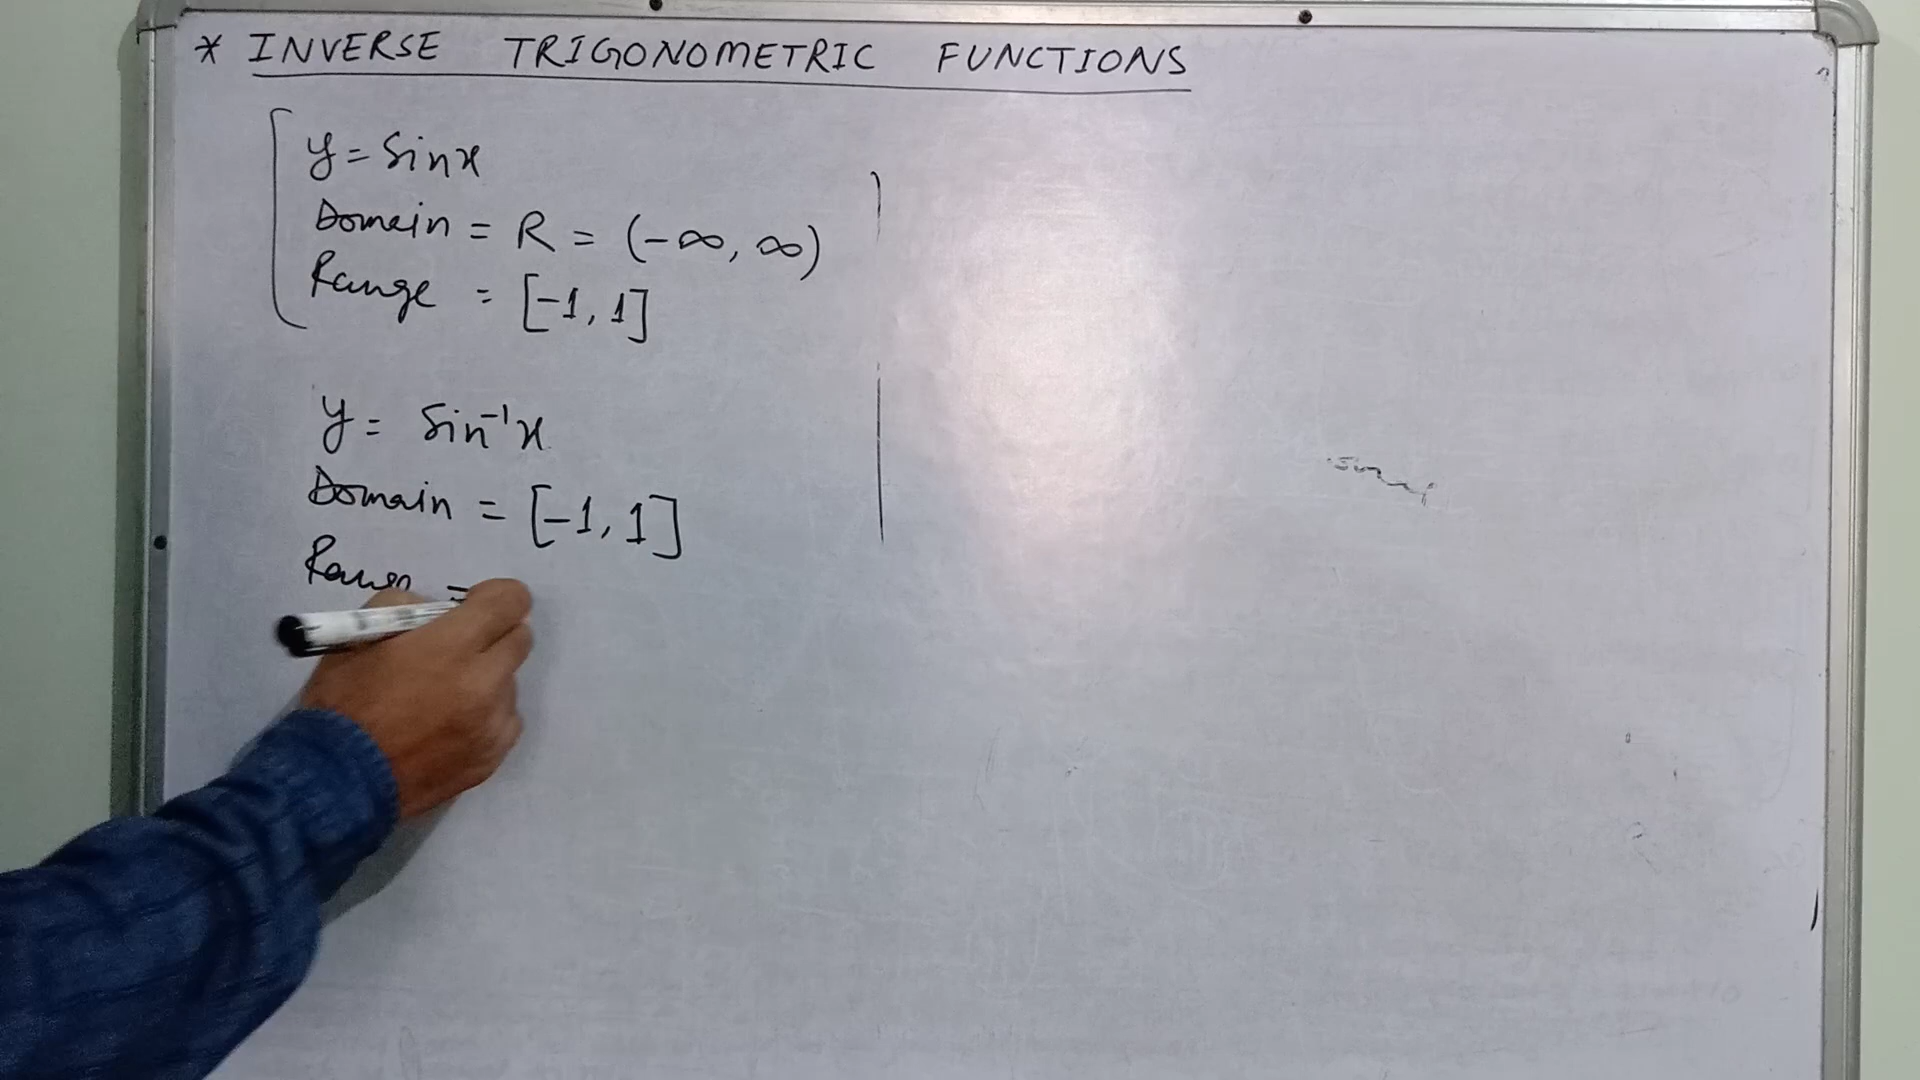 * INVERSE TRIGONOMETRIC FUNCTIONS
y = Sinx
Domain = R = (-∞, ∞)
Range = [-1, 1]
y = Sin⁻¹x
Domain = [-1, 1]
Range =